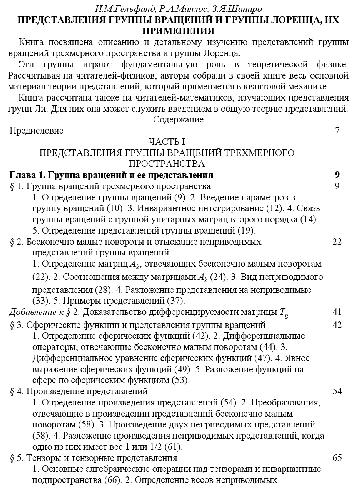 И.М.Гельфанд, Р.А.Минлос, З.Я.Шапиро
ПРЕДСТАВЛЕНИЯ ГРУППЫ ВРАЩЕНИЙ И ГРУППЫ ЛОРЕНЦА, ИХ
ПРИМЕНЕНИЯ
Книга посвящена описанию и детальному изучению представлений группы
вращений трехмерного пространства и группы Лоренца.
Эти группы играют фундаментальную роль в теоретической физике.
Рассчитывая на читателей-физиков, авторы собрали в своей книге весь основной
материал теории представлений, который применяется в квантовой механике.
Книга рассчитана также на читателей-математиков, изучающих представления
групп Ли. Для них она может служить введением в общую теорию представлений.
Содержание
Предисловие 7
ЧАСТЬ I
ПРЕДСТАВЛЕНИЯ ГРУППЫ ВРАЩЕНИЙ ТРЕХМЕРНОГО
ПРОСТРАНСТВА
Глава 1. Группа вращений и ее представления 9
§ 1. Группа вращений трехмерного пространства 9
1. Определение группы вращений (9). 2. Введение параметров в
группу вращений (10). 3. Инвариантное интегрирование (12). 4. Связь
группы вращений с группой унитарных матриц второго порядка (14).
5. Определение представлений группы вращений (19).
§ 2. Бесконечно малые повороты и отыскание неприводимых 22
представлений группы вращений
1. Определение матриц Aₖ, отвечающих бесконечно малым поворотам
(22). 2. Соотношения между матрицами Aₖ (24). 3. Вид неприводимого
представления (28). 4. Разложение представления на неприводимые
(33). 5. Примеры представлений (37).
Добавление к § 2. Доказательство дифференцируемости матрицы T_g 41
§ 3. Сферические функции и представления группы вращений 42
1. Определение сферических функций (42). 2. Дифференциальные
операторы, отвечающие бесконечно малым поворотам (44). 3.
Дифференциальное уравнение сферических функций (47). 4. Явное
выражение сферических функций (49). 5. Разложение функций на
сфере по сферическим функциям (53).
§ 4. Произведение представлений 54
1. Определение произведения представлений (54). 2. Преобразования,
отвечающие в произведении представлений бесконечно малым
поворотам (58). 3. Произведение двух неприводимых представлений
(58). 4. Разложение произведения неприводимых представлений, когда
одно из них имеет вес 1 или 1/2 (61).
§ 5. Тензоры и тензорные представления 65
1. Основные алгебраические операции над тензорами и инвариантные
подпространства (66). 2. Определение весов неприводимых